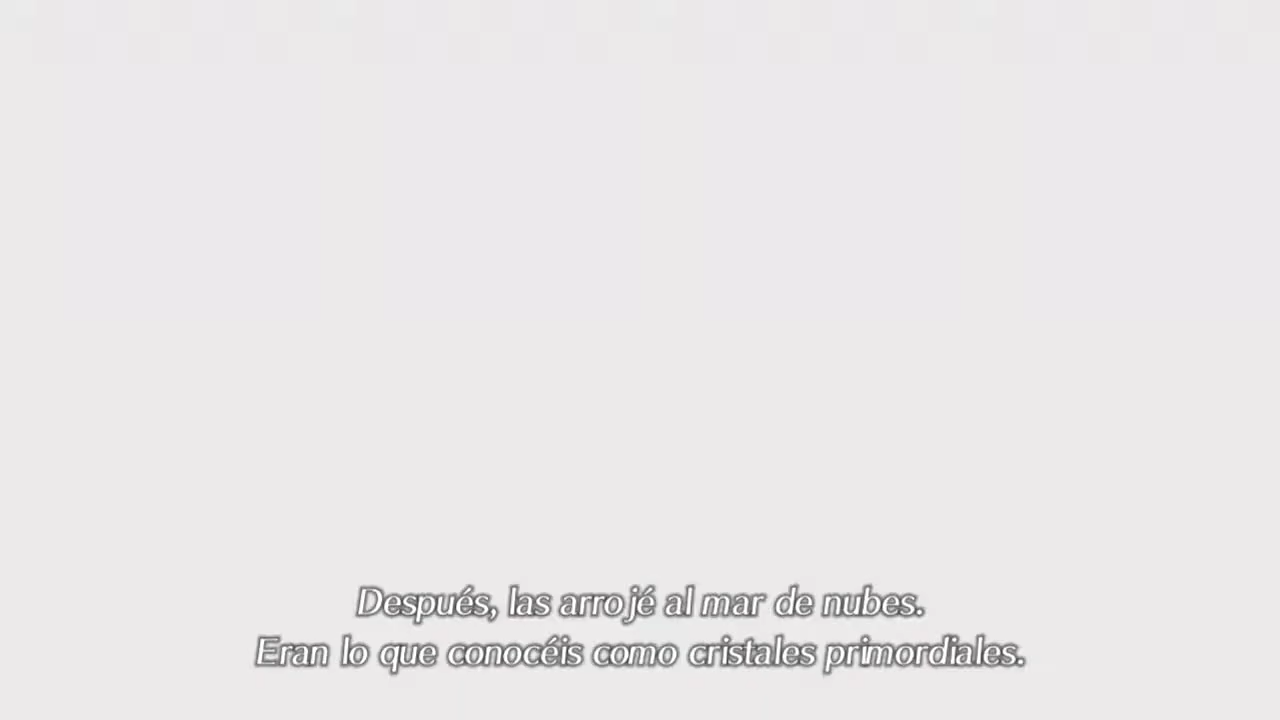 Después, las arrojé al mar de nubes.
Eran lo que conocéis como cristales primordiales.